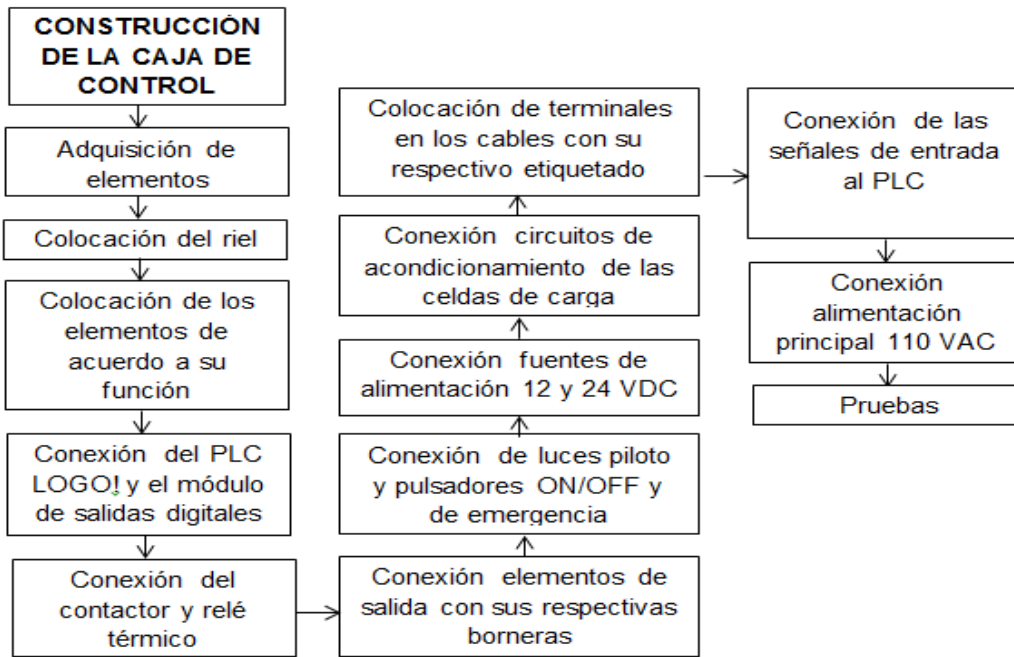 CONSTRUCCIÓN
DE LA CAJA DE
CONTROL
Adquisición de
elementos
Colocación del riel
Colocación de los
elementos de
acuerdo a su
función
Conexión del PLC
LOGO! y el módulo
de salidas digitales
Conexión del
contactor y relé
térmico
Conexión elementos de
salida con sus respectivas
borneras
Conexión de luces piloto
y pulsadores ON/OFF y
de emergencia
Conexión fuentes de
alimentación 12 y 24 VDC
Conexión circuitos de
acondicionamiento de las
celdas de carga
Colocación de terminales
en los cables con su
respectivo etiquetado
Conexión de las
señales de entrada
al PLC
Conexión
alimentación
principal 110 VAC
Pruebas